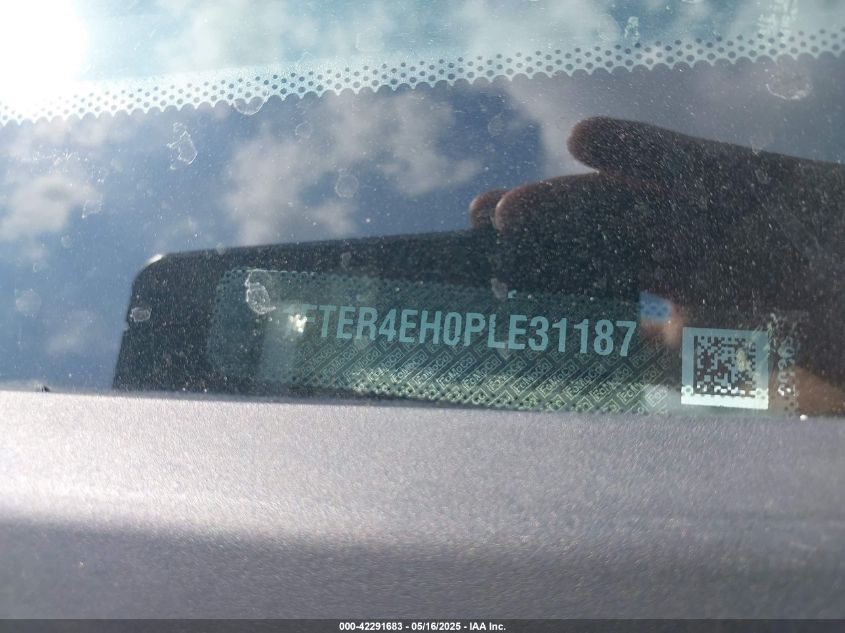 FTER4EH0PLE31187
000-42291683 - 05/16/2025 - IAA Inc.